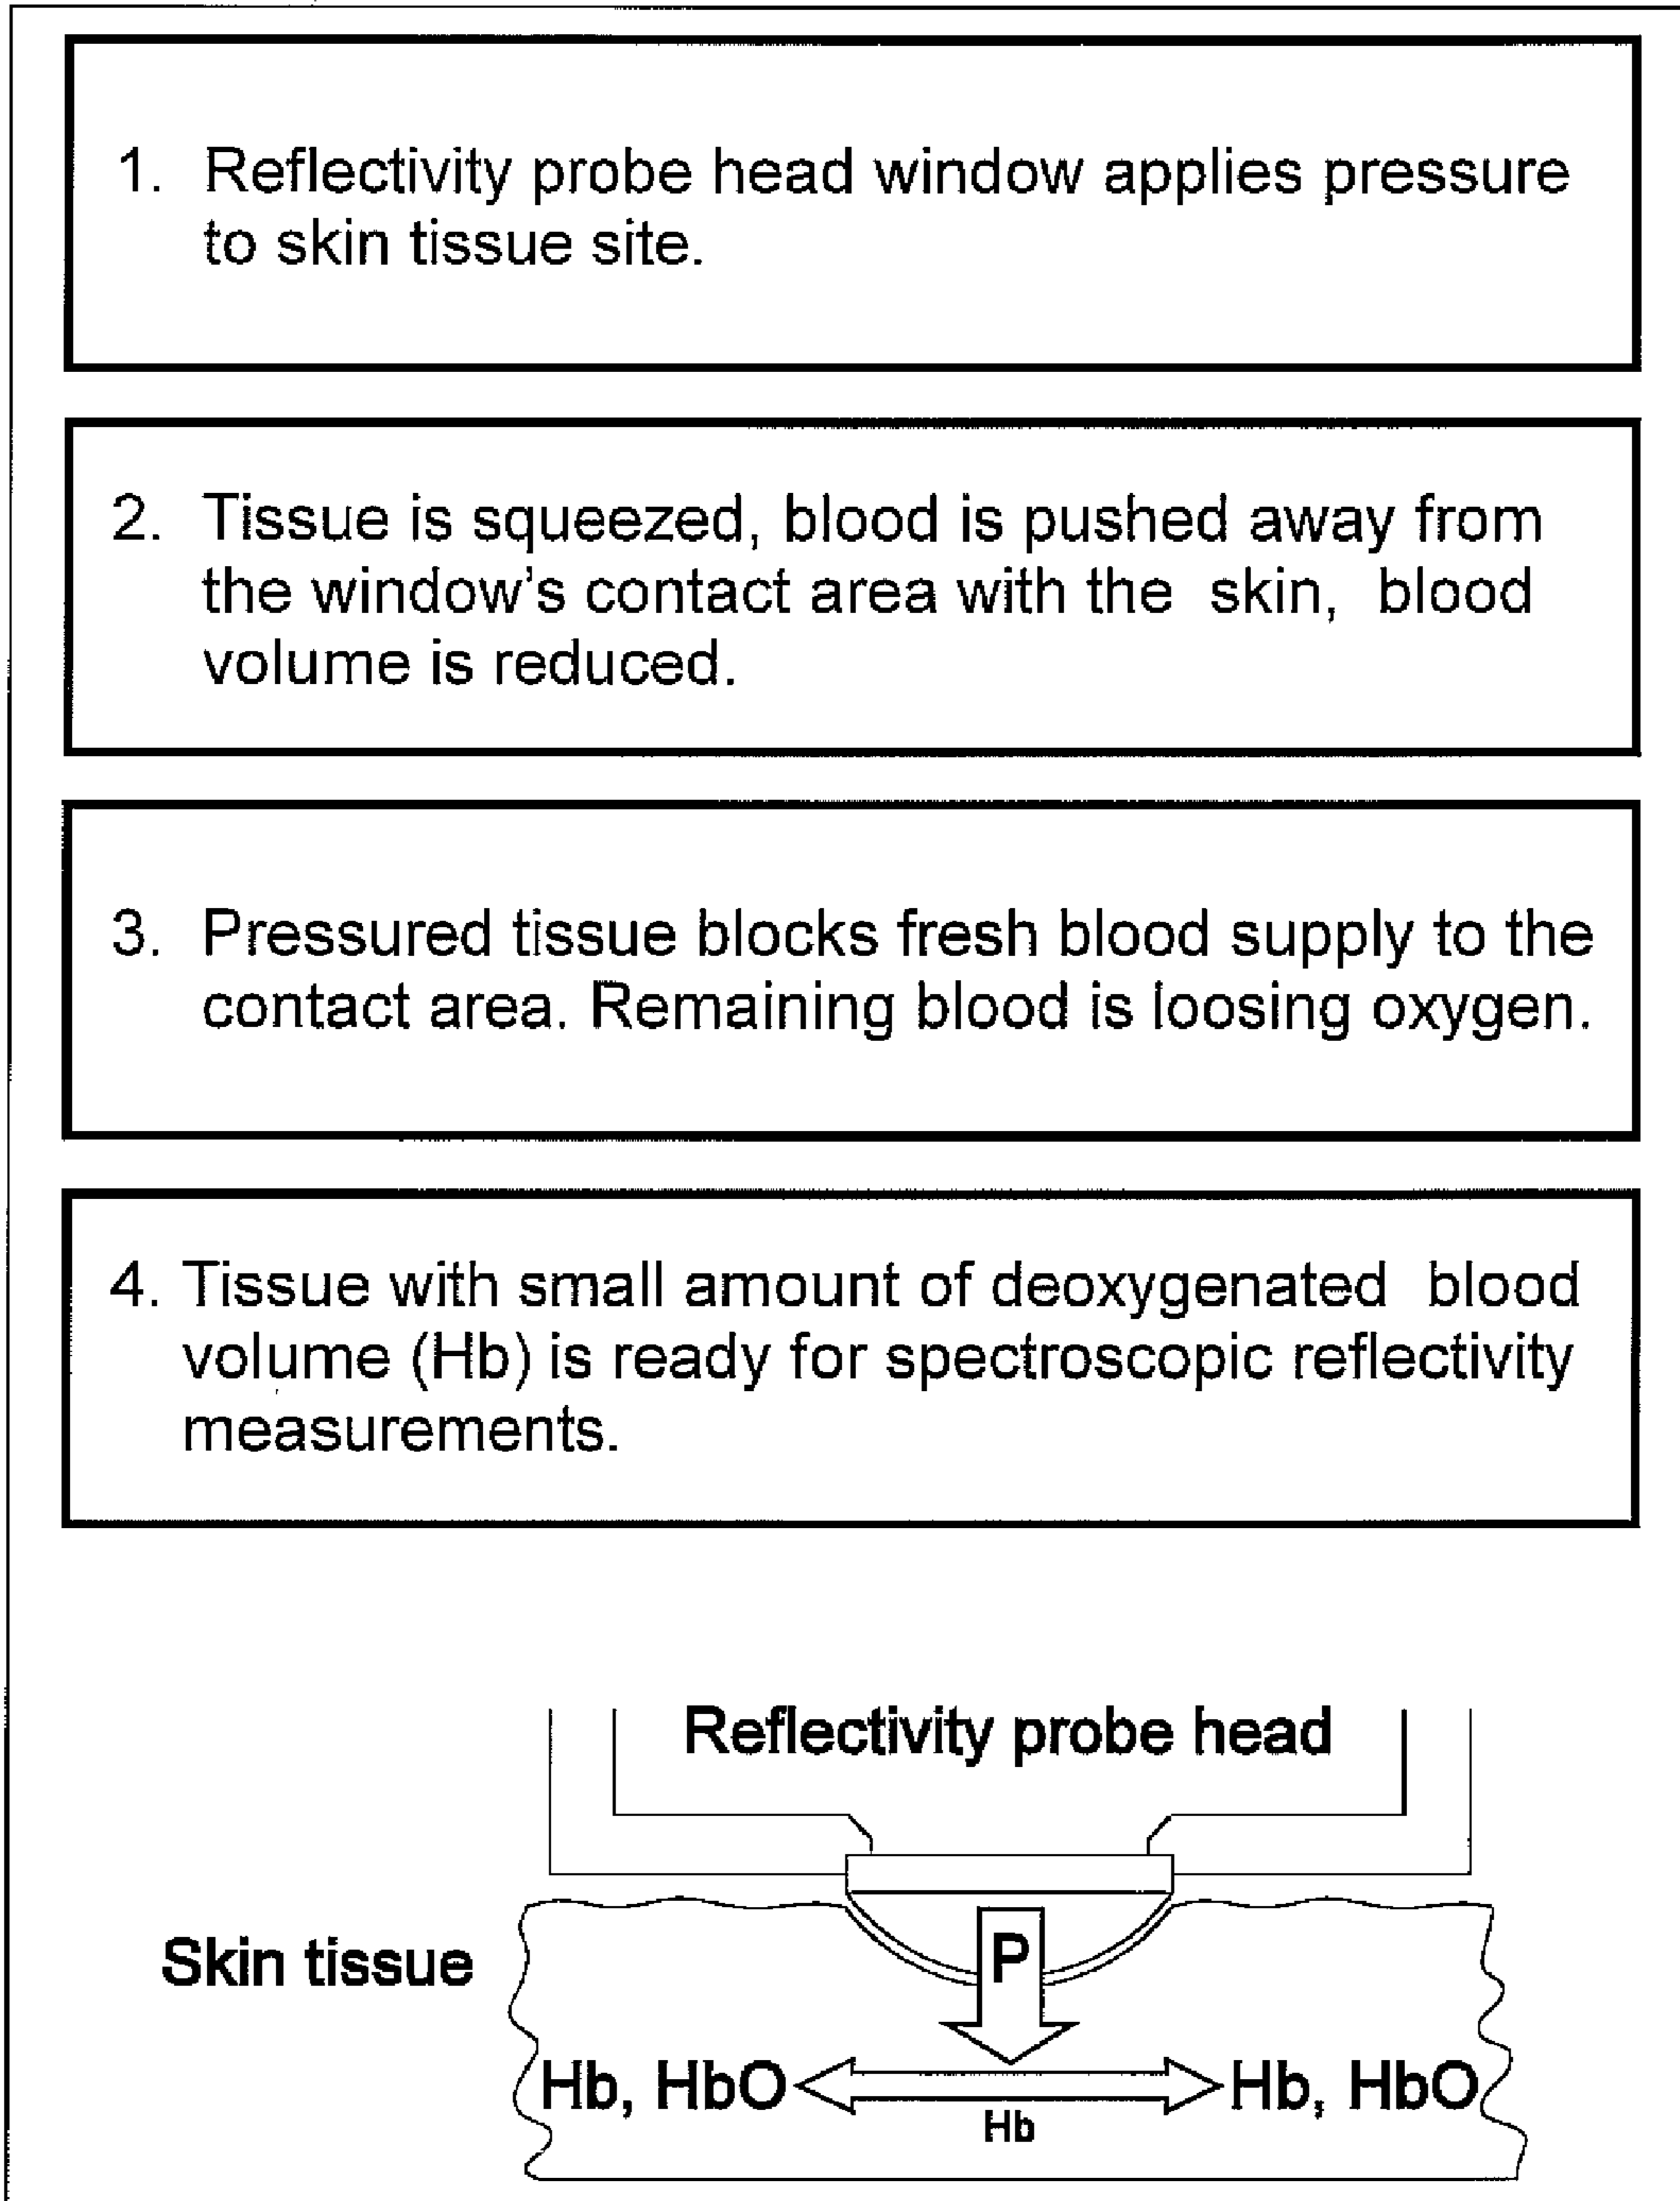 1. Reflectivity probe head window applies pressure
to skin tissue site.
2. Tissue is squeezed, blood is pushed away from
the window's contact area with the skin, blood
volume is reduced.
3. Pressured tissue blocks fresh blood supply to the
contact area. Remaining blood is loosing oxygen.
4. Tissue with small amount of deoxygenated blood
volume (Hb) is ready for spectroscopic reflectivity
measurements.
Reflectivity probe head
Skin tissue
P
Hb, HbO
Hb, HbO
Hb